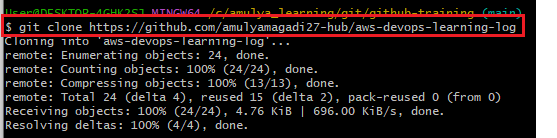 User@DESKTOP-4GHK2SJ MINGW64 /c/amulya_learning/git/github-training (main)
$ git clone https://github.com/amulyamagadi27-hub/aws-devops-learning-log
Cloning into 'aws-devops-learning-log'...
remote: Enumerating objects: 24, done.
remote: Counting objects: 100% (24/24), done.
remote: Compressing objects: 100% (13/13), done.
remote: Total 24 (delta 4), reused 15 (delta 2), pack-reused 0 (from 0)
Receiving objects: 100% (24/24), 4.76 KiB | 696.00 KiB/s, done.
Resolving deltas: 100% (4/4), done.